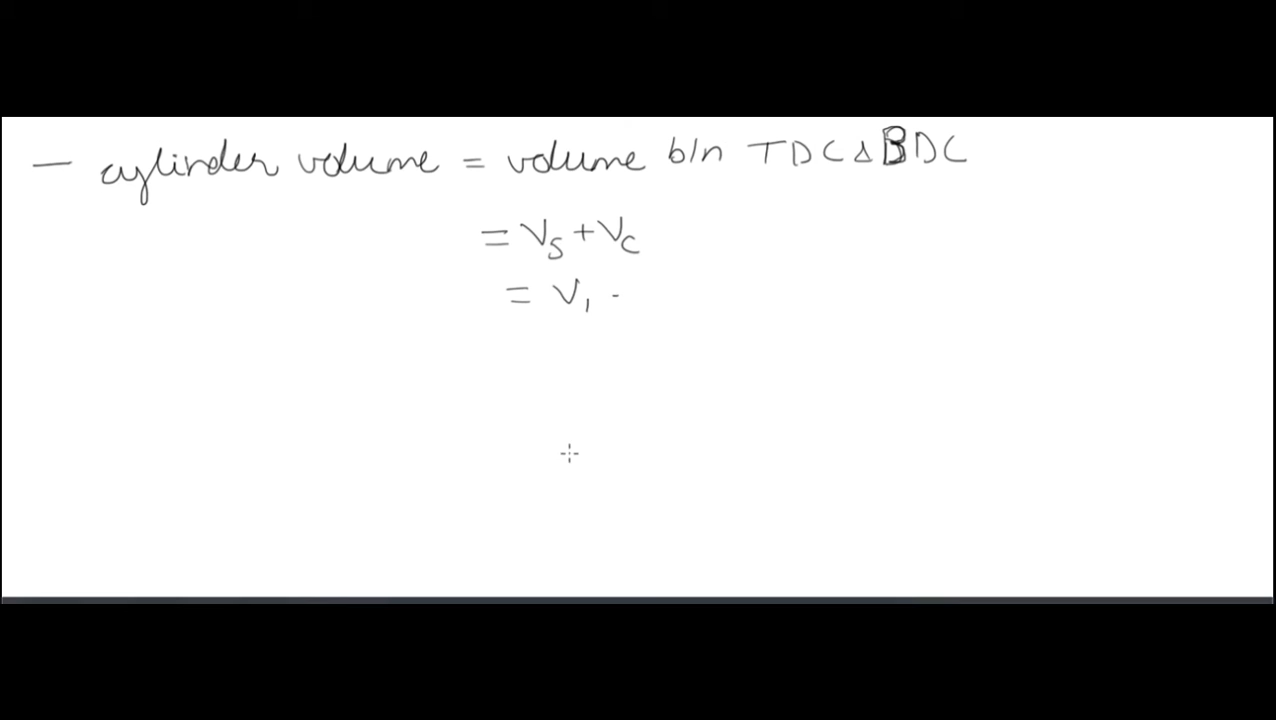 — cylinder volume = volume b/n TDC & BDC
= Vs + Vc
= V1 -